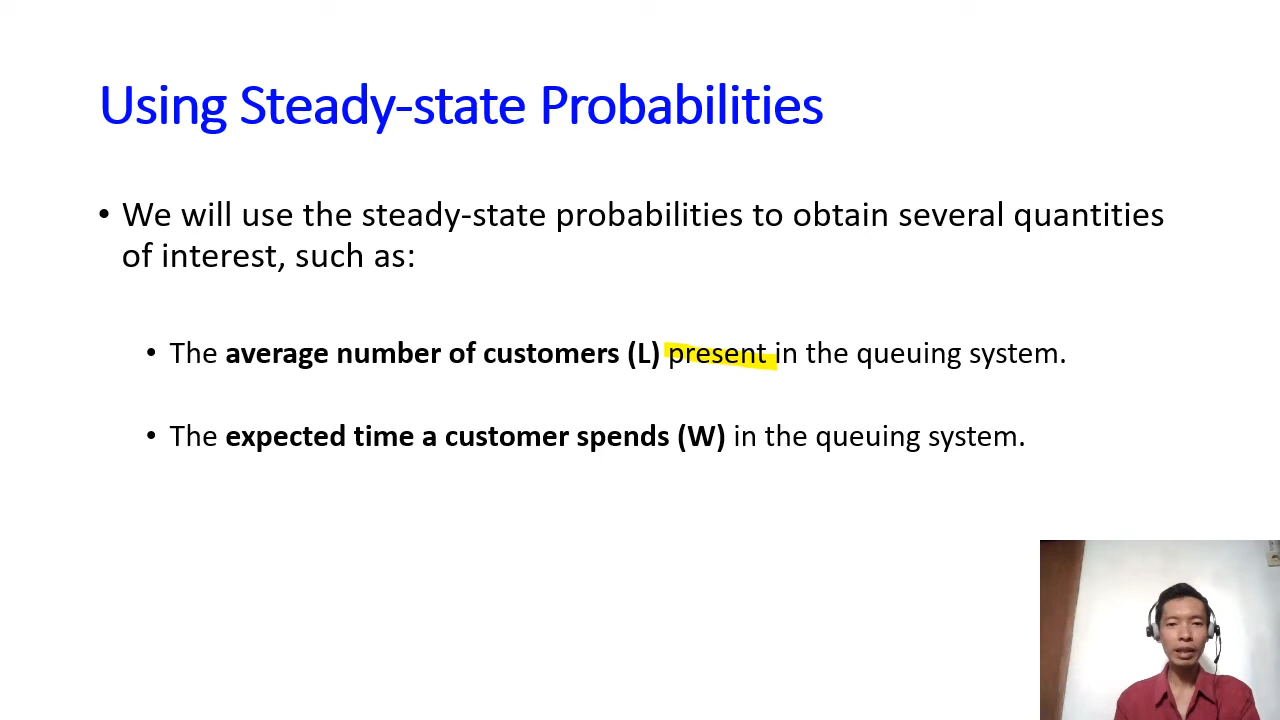 Using Steady-state Probabilities
• We will use the steady-state probabilities to obtain several quantities
of interest, such as:
• The average number of customers (L) present in the queuing system.
• The expected time a customer spends (W) in the queuing system.